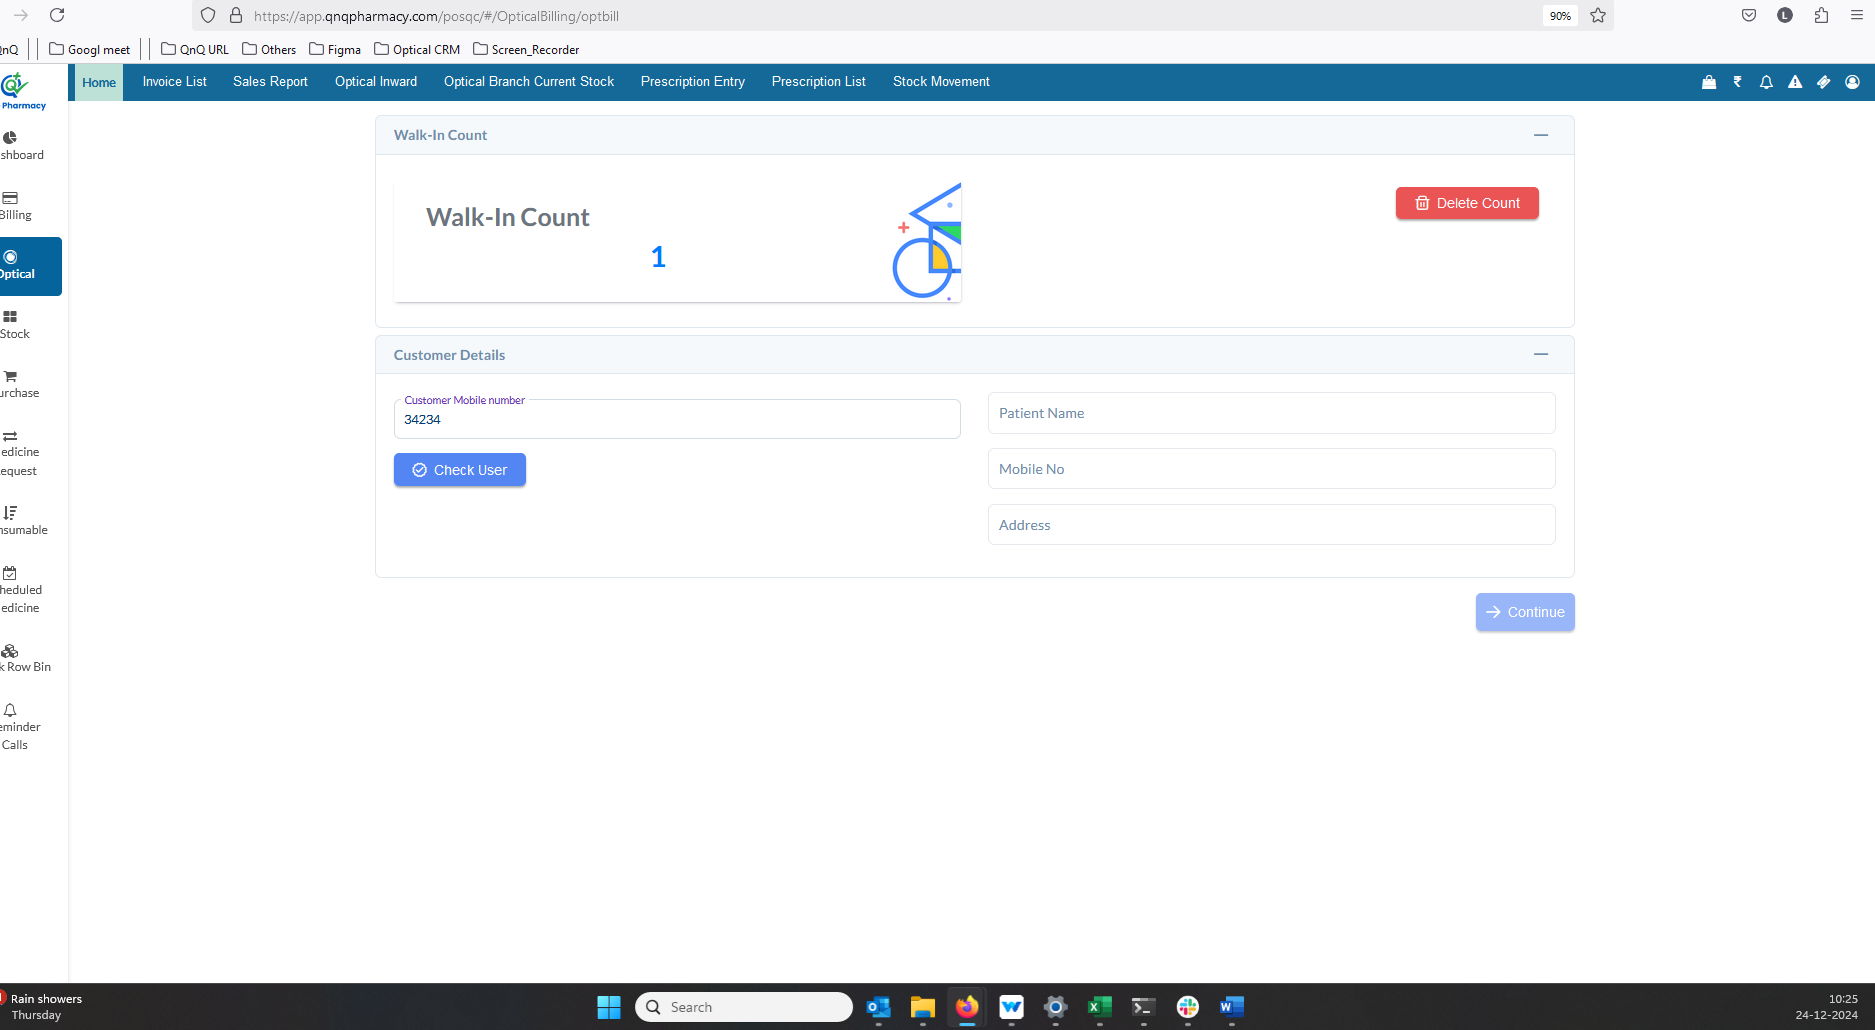 https://app.qnqpharmacy.com/posqc/#/OpticalBilling/optbill
90%
L
QnQ
Googl meet
QnQ URL
Others
Figma
Optical CRM
Screen_Recorder
Pharmacy
Home
Invoice List
Sales Report
Optical Inward
Optical Branch Current Stock
Prescription Entry
Prescription List
Stock Movement
shboard
Billing
Optical
Stock
urchase
edicine
equest
nsumable
heduled
edicine
k Row Bin
eminder
Calls
Walk-In Count
Walk-In Count
1
Delete Count
Customer Details
Customer Mobile number
34234
Check User
Patient Name
Mobile No
Address
Continue
Rain showers
Thursday
Search
10:25
24-12-2024